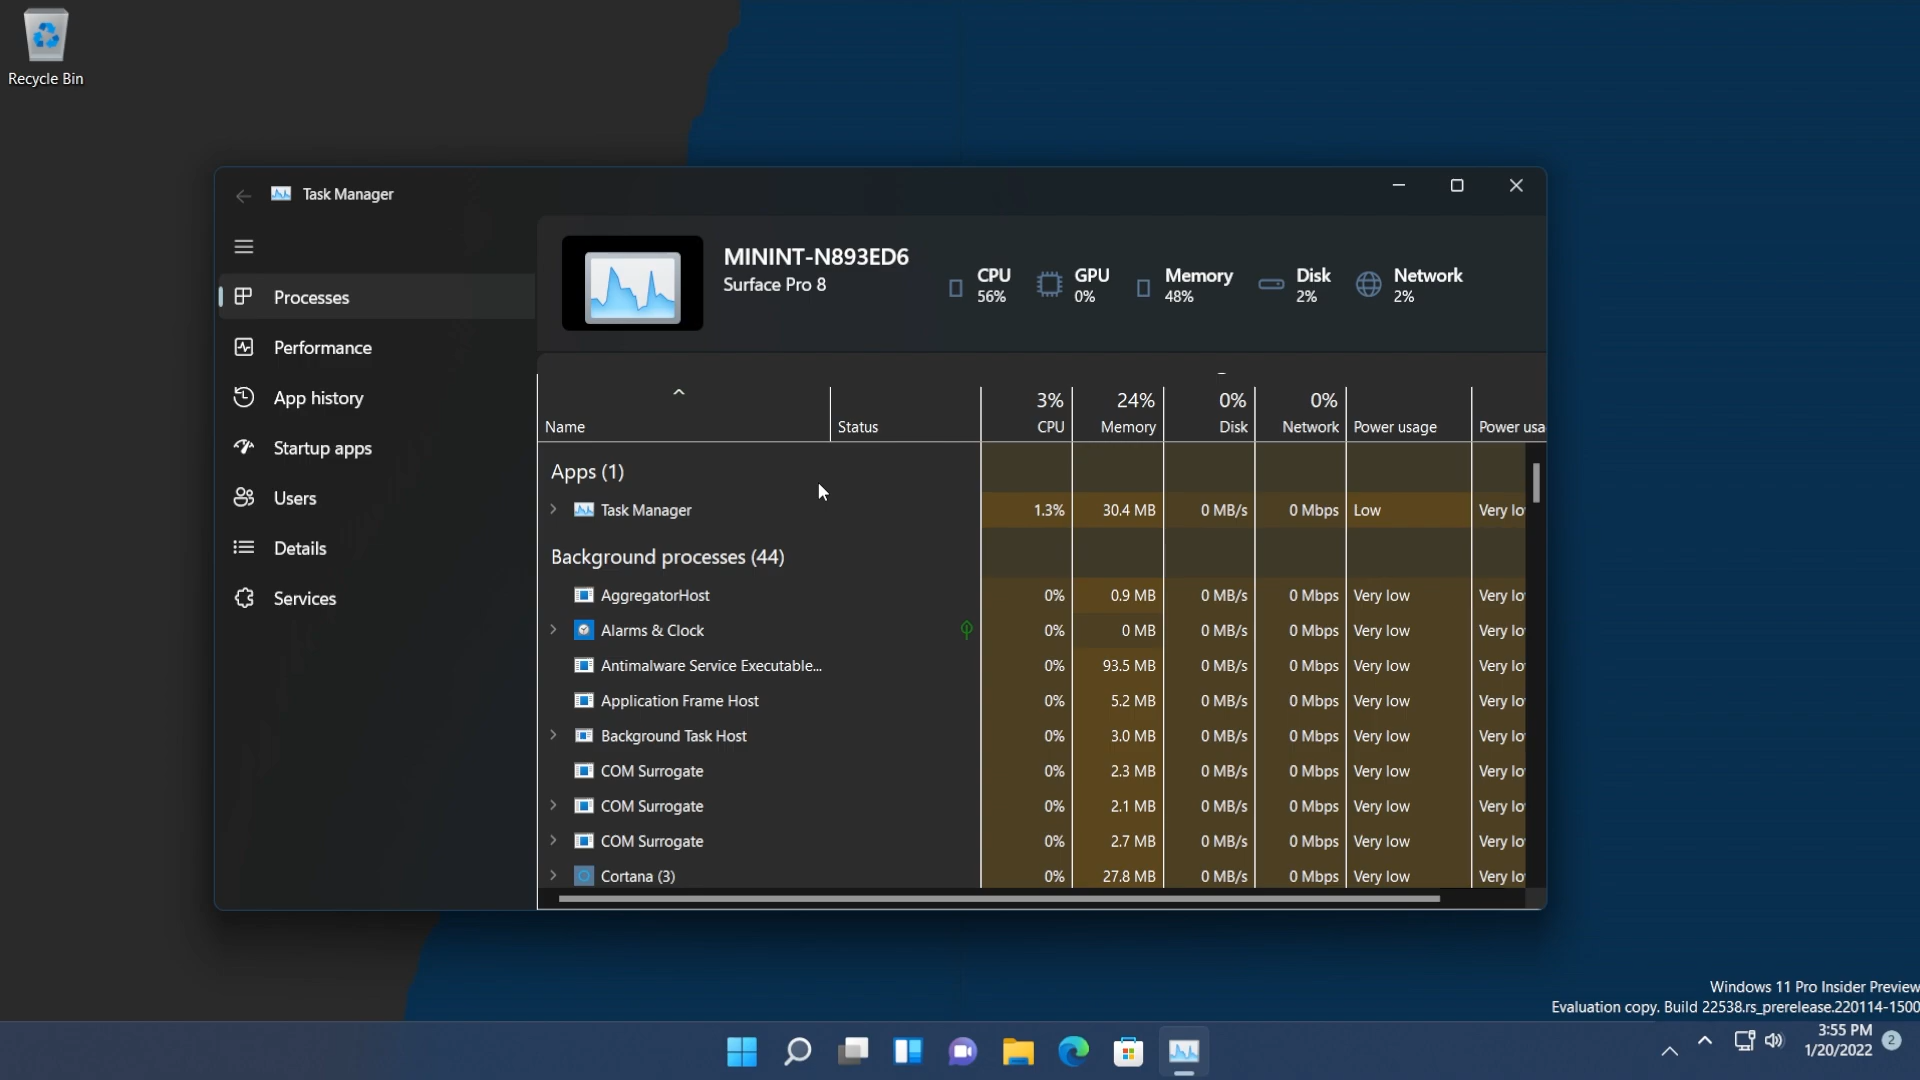 Recycle Bin
Task Manager
Processes
Performance
App history
Startup apps
Users
Details
Services
MININT-N893ED6
Surface Pro 8
CPU
56%
GPU
0%
Memory
48%
Disk
2%
Network
2%
3% 24% 0% 0%
Name Status CPU Memory Disk Network Power usage Power usa
Apps (1)
Task Manager 1.3% 30.4 MB 0 MB/s 0 Mbps Low Very lo
Background processes (44)
AggregatorHost 0% 0.9 MB 0 MB/s 0 Mbps Very low Very lo
Alarms & Clock 0% 0 MB 0 MB/s 0 Mbps Very low Very lo
Antimalware Service Executable... 0% 93.5 MB 0 MB/s 0 Mbps Very low Very lo
Application Frame Host 0% 5.2 MB 0 MB/s 0 Mbps Very low Very lo
Background Task Host 0% 3.0 MB 0 MB/s 0 Mbps Very low Very lo
COM Surrogate 0% 2.3 MB 0 MB/s 0 Mbps Very low Very lo
COM Surrogate 0% 2.1 MB 0 MB/s 0 Mbps Very low Very lo
COM Surrogate 0% 2.7 MB 0 MB/s 0 Mbps Very low Very lo
Cortana (3) 0% 27.8 MB 0 MB/s 0 Mbps Very low Very lo
Windows 11 Pro Insider Preview
Evaluation copy. Build 22538.rs_prerelease.220114-1500
3:55 PM
1/20/2022
2